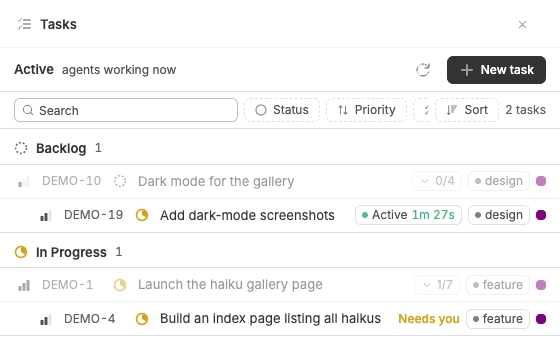 Tasks
Active agents working now
New task
Search Status Priority Sort 2 tasks
Backlog 1
DEMO-10 Dark mode for the gallery 0/4 design
DEMO-19 Add dark-mode screenshots Active 1m 27s design
In Progress 1
DEMO-1 Launch the haiku gallery page 1/7 feature
DEMO-4 Build an index page listing all haikus Needs you feature